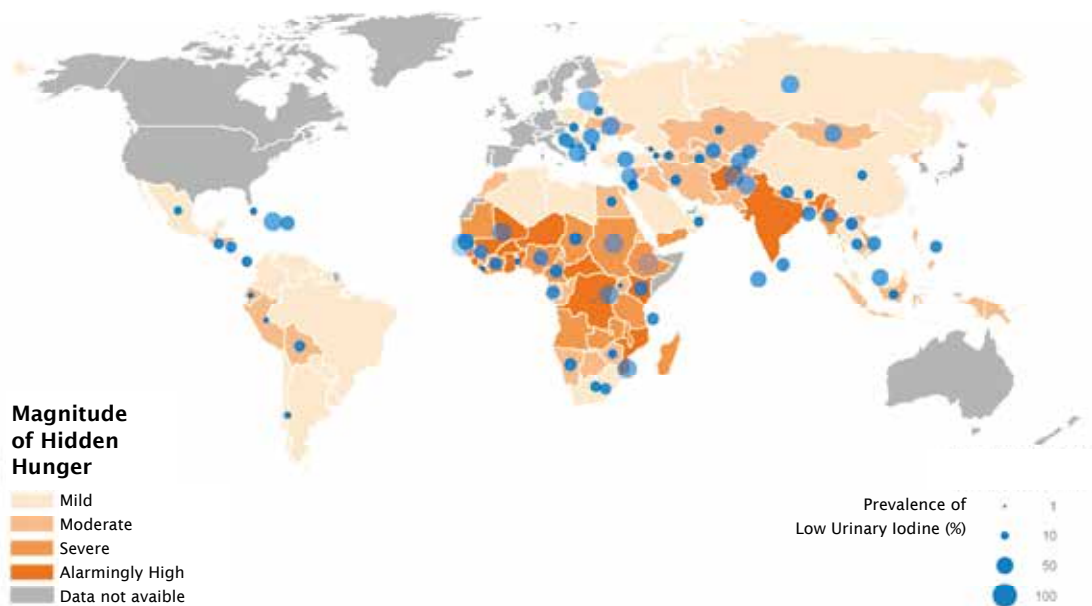 Magnitude
of Hidden
Hunger
Mild
Moderate
Severe
Alarmingly High
Data not avaible
Prevalence of
Low Urinary Iodine (%)
1
10
50
100